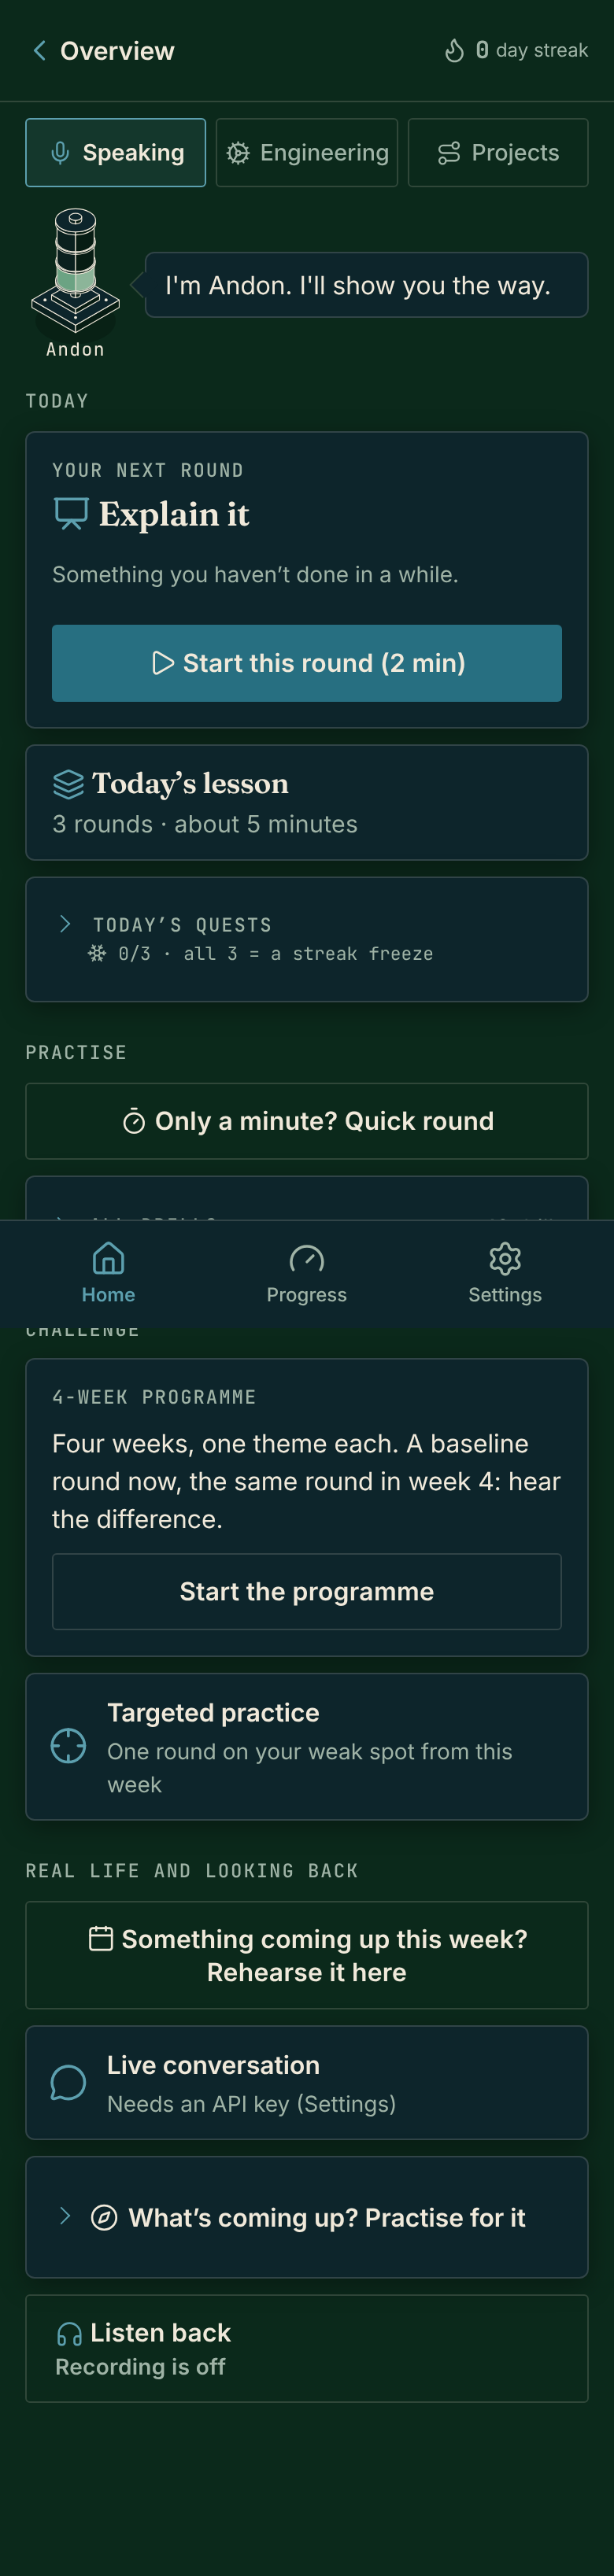 Overview
0 day streak
Speaking
Engineering
Projects
I'm Andon. I'll show you the way.
Andon
TODAY
YOUR NEXT ROUND
Explain it
Something you haven’t done in a while.
Start this round (2 min)
Today’s lesson
3 rounds · about 5 minutes
TODAY’S QUESTS
0/3 · all 3 = a streak freeze
PRACTISE
Only a minute? Quick round
Home
Progress
Settings
CHALLENGE
4-WEEK PROGRAMME
Four weeks, one theme each. A baseline
round now, the same round in week 4: hear
the difference.
Start the programme
Targeted practice
One round on your weak spot from this
week
REAL LIFE AND LOOKING BACK
Something coming up this week?
Rehearse it here
Live conversation
Needs an API key (Settings)
What’s coming up? Practise for it
Listen back
Recording is off